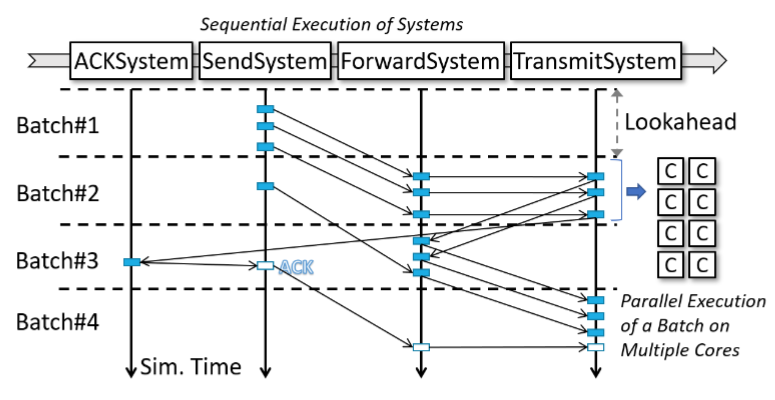 Sequential Execution of Systems
ACKSystem SendSystem ForwardSystem TransmitSystem
Batch#1
Lookahead
Batch#2
C C
C C
C C
C C
Batch#3
ACK
Batch#4
Parallel Execution
of a Batch on
Multiple Cores
Sim. Time